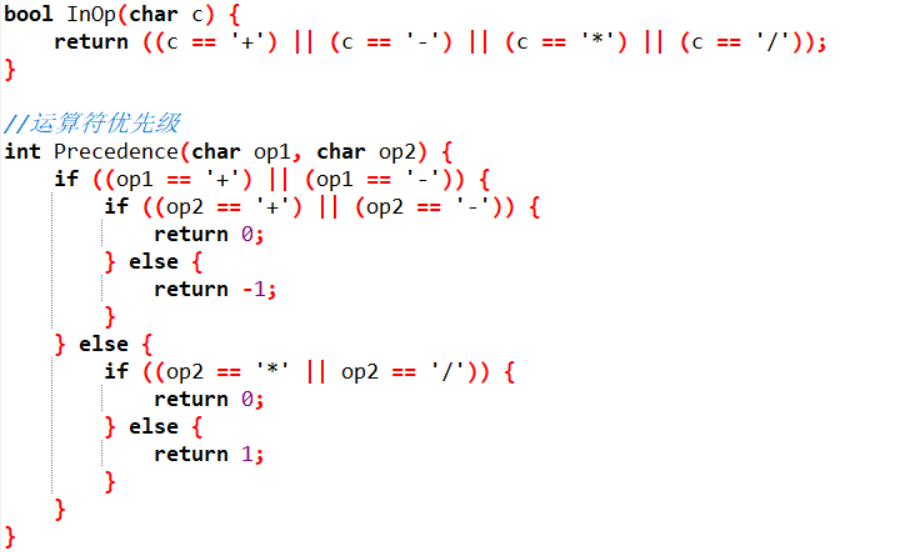 bool InOp(char c) {
    return ((c == '+') || (c == '-') || (c == '*') || (c == '/'));
}
//运算符优先级
int Precedence(char op1, char op2) {
    if ((op1 == '+') || (op1 == '-')) {
        if ((op2 == '+') || (op2 == '-')) {
            return 0;
        } else {
            return -1;
        }
    } else {
        if ((op2 == '*' || op2 == '/')) {
            return 0;
        } else {
            return 1;
        }
    }
}